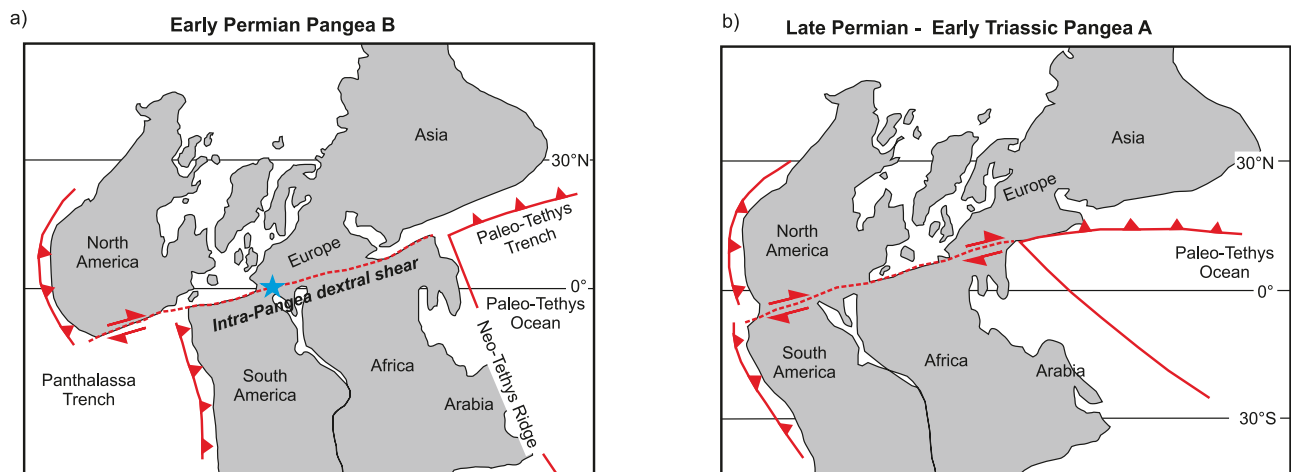 a)
Early Permian Pangea B
Asia
30°N
North
America
Europe
Paleo-Tethys
Trench
Intra-Pangea dextral shear
0°
Paleo-Tethys
Ocean
Panthalassa
Trench
South
America
Africa
Arabia
Neo-Tethys Ridge
b)
Late Permian - Early Triassic Pangea A
Asia
30°N
Europe
North
America
Paleo-Tethys
Ocean
0°
South
America
Africa
Arabia
30°S